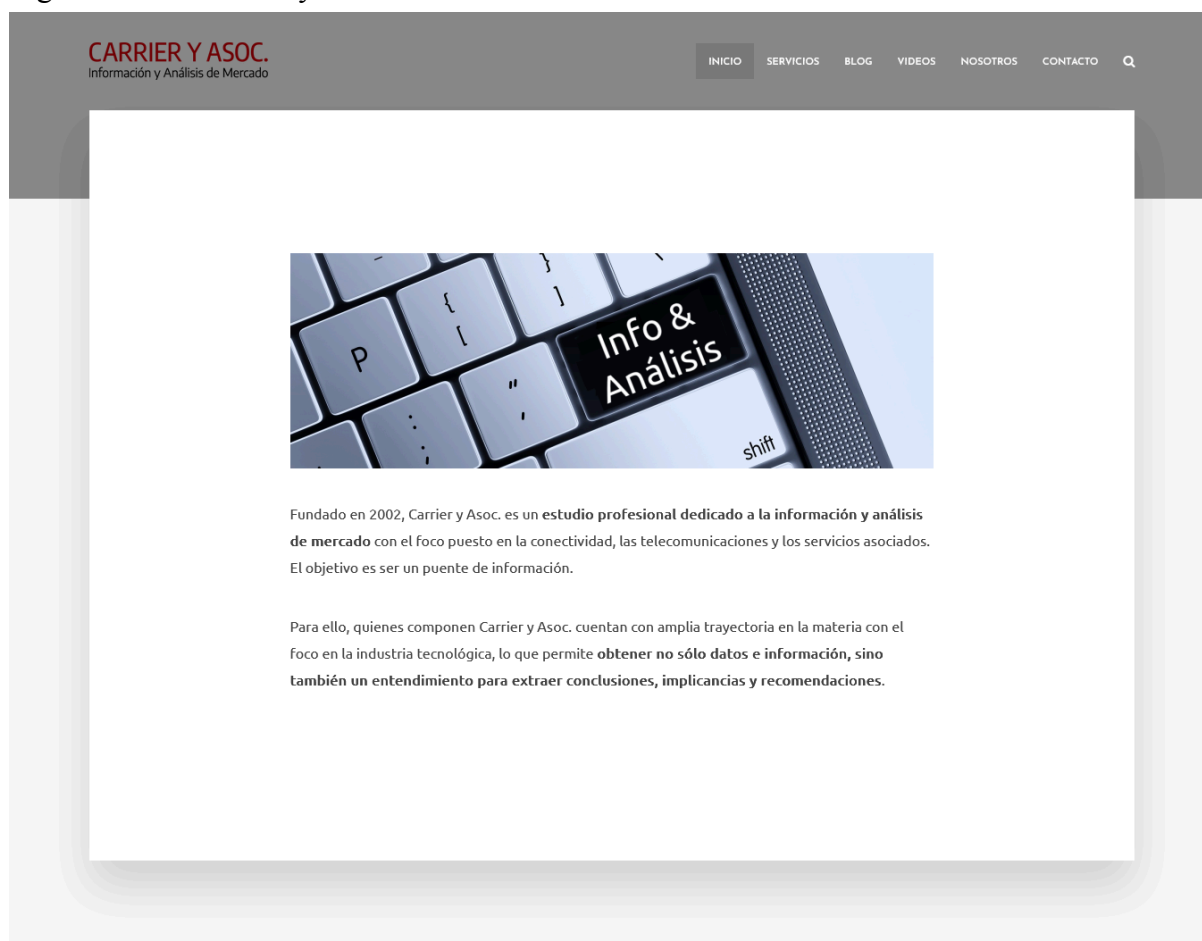 CARRIER Y ASOC.
Información y Análisis de Mercado
INICIO SERVICIOS BLOG VIDEOS NOSOTROS CONTACTO
P
{
[
}
]
"
,
:
;
Info &
Análisis
shift
Fundado en 2002, Carrier y Asoc. es un estudio profesional dedicado a la información y análisis
de mercado con el foco puesto en la conectividad, las telecomunicaciones y los servicios asociados.
El objetivo es ser un puente de información.
Para ello, quienes componen Carrier y Asoc. cuentan con amplia trayectoria en la materia con el
foco en la industria tecnológica, lo que permite obtener no sólo datos e información, sino
también un entendimiento para extraer conclusiones, implicancias y recomendaciones.